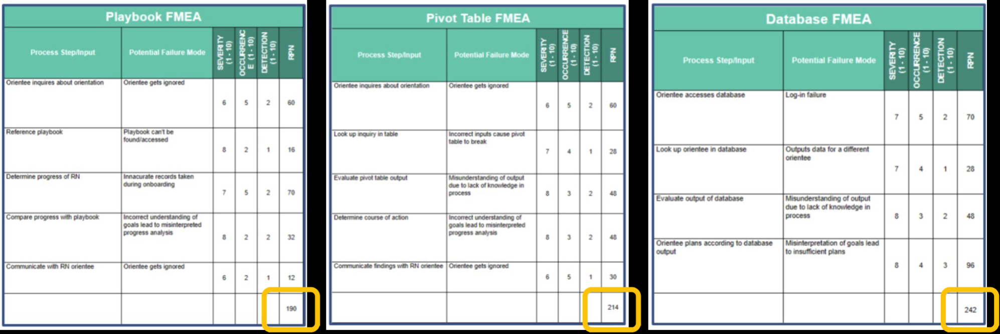 Playbook FMEA
Process Step/Input Potential Failure Mode SEVERITY (1 - 10) OCCURRENC E (1 - 10) DETECTION (1 - 10) RPN
Orientee inquires about orientation Orientee gets ignored 6 5 2 60
Reference playbook Playbook can't be
found/accessed 8 2 1 16
Determine progress of RN Innacurate records taken
during onboarding 7 5 2 70
Compare progress with playbook Incorrect understanding of
goals lead to misinterpreted
progress analysis 8 2 2 32
Communicate with RN orientee Orientee gets ignored 6 2 1 12
190
Pivot Table FMEA
Process Step/Input Potential Failure Mode SEVERITY (1 - 10) OCCURRENCE (1 - 10) DETECTION (1 - 10) RPN
Orientee inquires about orientation Orientee gets ignored 6 5 2 60
Look up inquiry in table Incorrect inputs cause pivot
table to break 7 4 1 28
Evaluate pivot table output Misunderstanding of output
due to lack of knowledge in
process 8 3 2 48
Determine course of action Incorrect understanding of
goals lead to misinterpreted
progress analysis 8 3 2 48
Communicate findings with RN orientee Orientee gets ignored 6 5 1 30
214
Database FMEA
Process Step/Input Potential Failure Mode SEVERITY (1 - 10) OCCURRENCE (1 - 10) DETECTION (1 - 10) RPN
Orientee accesses database Log-in failure 7 5 2 70
Look up orientee in database Outputs data for a different
orientee 7 4 1 28
Evaluate output of database Misunderstanding of output
due to lack of knowledge in
process 8 3 2 48
Orientee plans according to database Misinterpretation of goals lead
output to insufficient plans 8 4 3 96
242